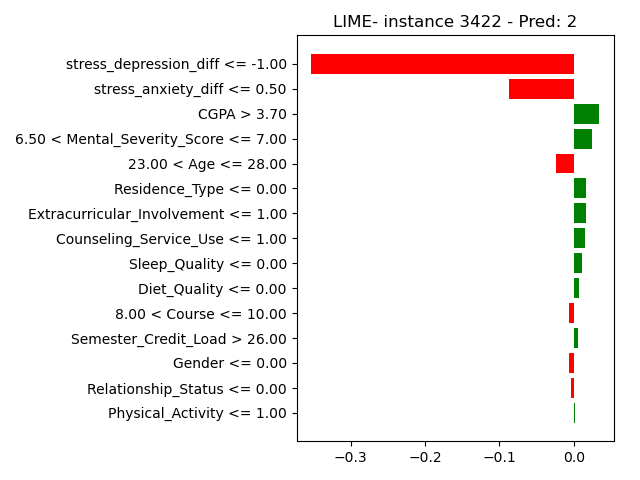 LIME- instance 3422 - Pred: 2
stress_depression_diff <= -1.00
stress_anxiety_diff <= 0.50
CGPA > 3.70
6.50 < Mental_Severity_Score <= 7.00
23.00 < Age <= 28.00
Residence_Type <= 0.00
Extracurricular_Involvement <= 1.00
Counseling_Service_Use <= 1.00
Sleep_Quality <= 0.00
Diet_Quality <= 0.00
8.00 < Course <= 10.00
Semester_Credit_Load > 26.00
Gender <= 0.00
Relationship_Status <= 0.00
Physical_Activity <= 1.00
−0.3 −0.2 −0.1 0.0